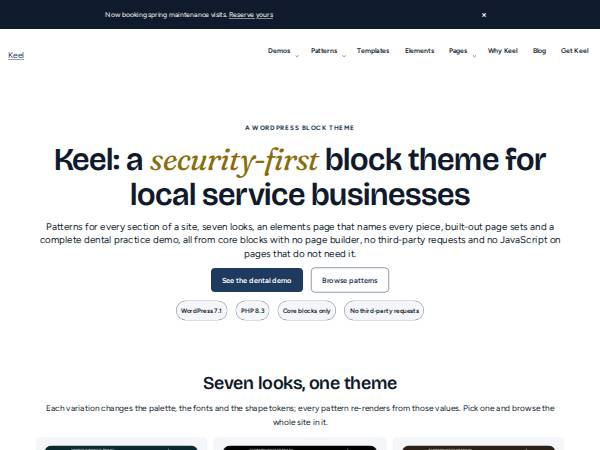 Now booking spring maintenance visits. Reserve yours
×
Keel
Demos
Patterns
Templates
Elements
Pages
Why Keel
Blog
Get Keel
A WORDPRESS BLOCK THEME
Keel: a security-first block theme for
local service businesses
Patterns for every section of a site, seven looks, an elements page that names every piece, built-out page sets and a
complete dental practice demo, all from core blocks with no page builder, no third-party requests and no JavaScript on
pages that do not need it.
See the dental demo
Browse patterns
WordPress 7.1
PHP 8.3
Core blocks only
No third-party requests
Seven looks, one theme
Each variation changes the palette, the fonts and the shape tokens; every pattern re-renders from those values. Pick one and browse the
whole site in it.